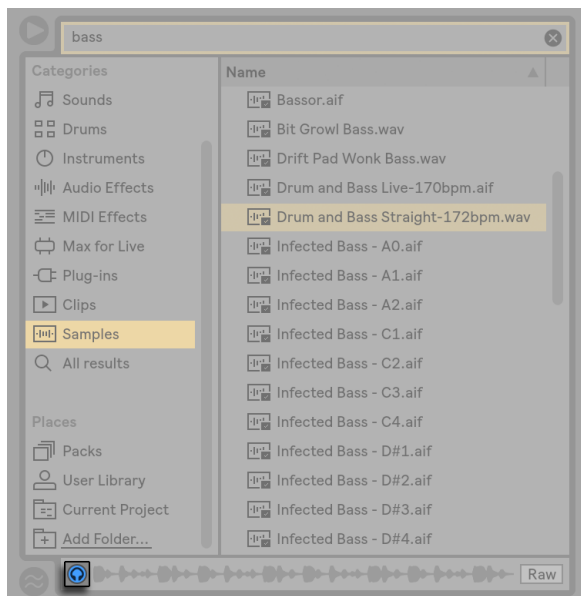 bass
Categories
Sounds
Drums
Instruments
Audio Effects
MIDI Effects
Max for Live
Plug-ins
Clips
Samples
All results
Places
Packs
User Library
Current Project
Add Folder...
Name
Bassor.aif
Bit Growl Bass.wav
Drift Pad Wonk Bass.wav
Drum and Bass Live-170bpm.aif
Drum and Bass Straight-172bpm.wav
Infected Bass - A0.aif
Infected Bass - A1.aif
Infected Bass - A2.aif
Infected Bass - C1.aif
Infected Bass - C2.aif
Infected Bass - C3.aif
Infected Bass - C4.aif
Infected Bass - D#1.aif
Infected Bass - D#2.aif
Infected Bass - D#3.aif
Infected Bass - D#4.aif
Raw